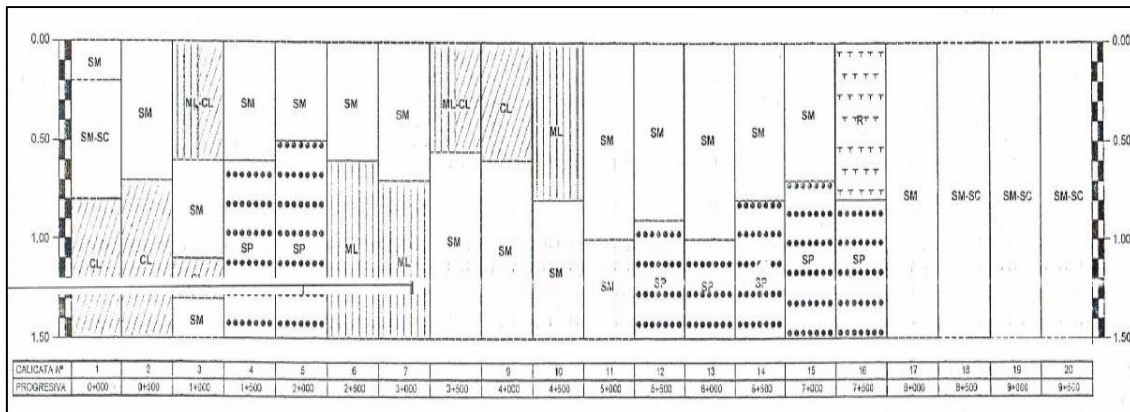 0.00 0.00
SM
SM SM ML-CL SM SM SM SM ML-CL CL ML SM SM SM SM SM R
SM-SC
0.50 0.50
SM SM SM-SC SM-SC SM-SC
1.00 1.00
CL CL SP SP ML ML SM SM SM SM SP SP SP SP SP
SM
1.50 1.50
CALICATA Nº 1 2 3 4 5 6 7 9 10 11 12 13 14 15 16 17 18 19 20
PROGRESIVA 0+000 0+500 1+000 1+500 2+000 2+500 3+000 3+500 4+000 4+500 5+000 5+500 6+000 6+500 7+000 7+500 8+000 8+500 9+000 9+500